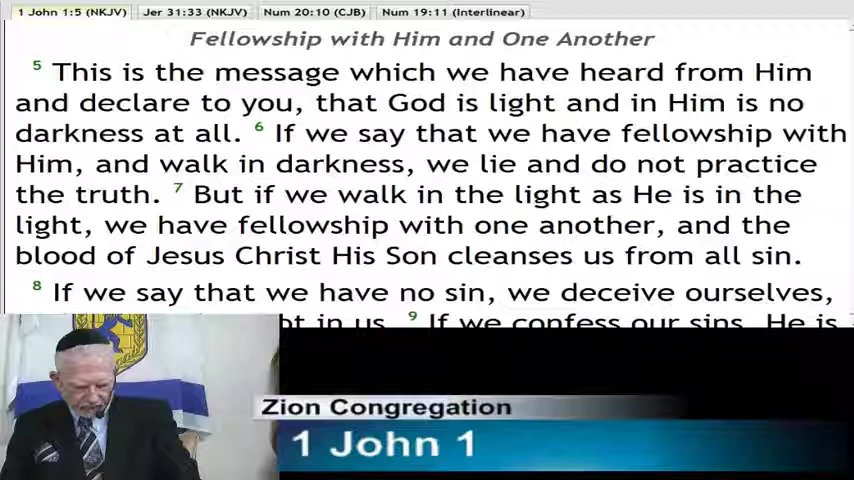 1 John 1:5 (NKJV) Jer 31:33 (NKJV) Num 20:10 (CJB) Num 19:11 (Interlinear)
Fellowship with Him and One Another
5 This is the message which we have heard from Him
and declare to you, that God is light and in Him is no
darkness at all. 6 If we say that we have fellowship with
Him, and walk in darkness, we lie and do not practice
the truth. 7 But if we walk in the light as He is in the
light, we have fellowship with one another, and the
blood of Jesus Christ His Son cleanses us from all sin.
8 If we say that we have no sin, we deceive ourselves,
in us. 9 If we confess our sins, He is
Zion Congregation
1 John 1